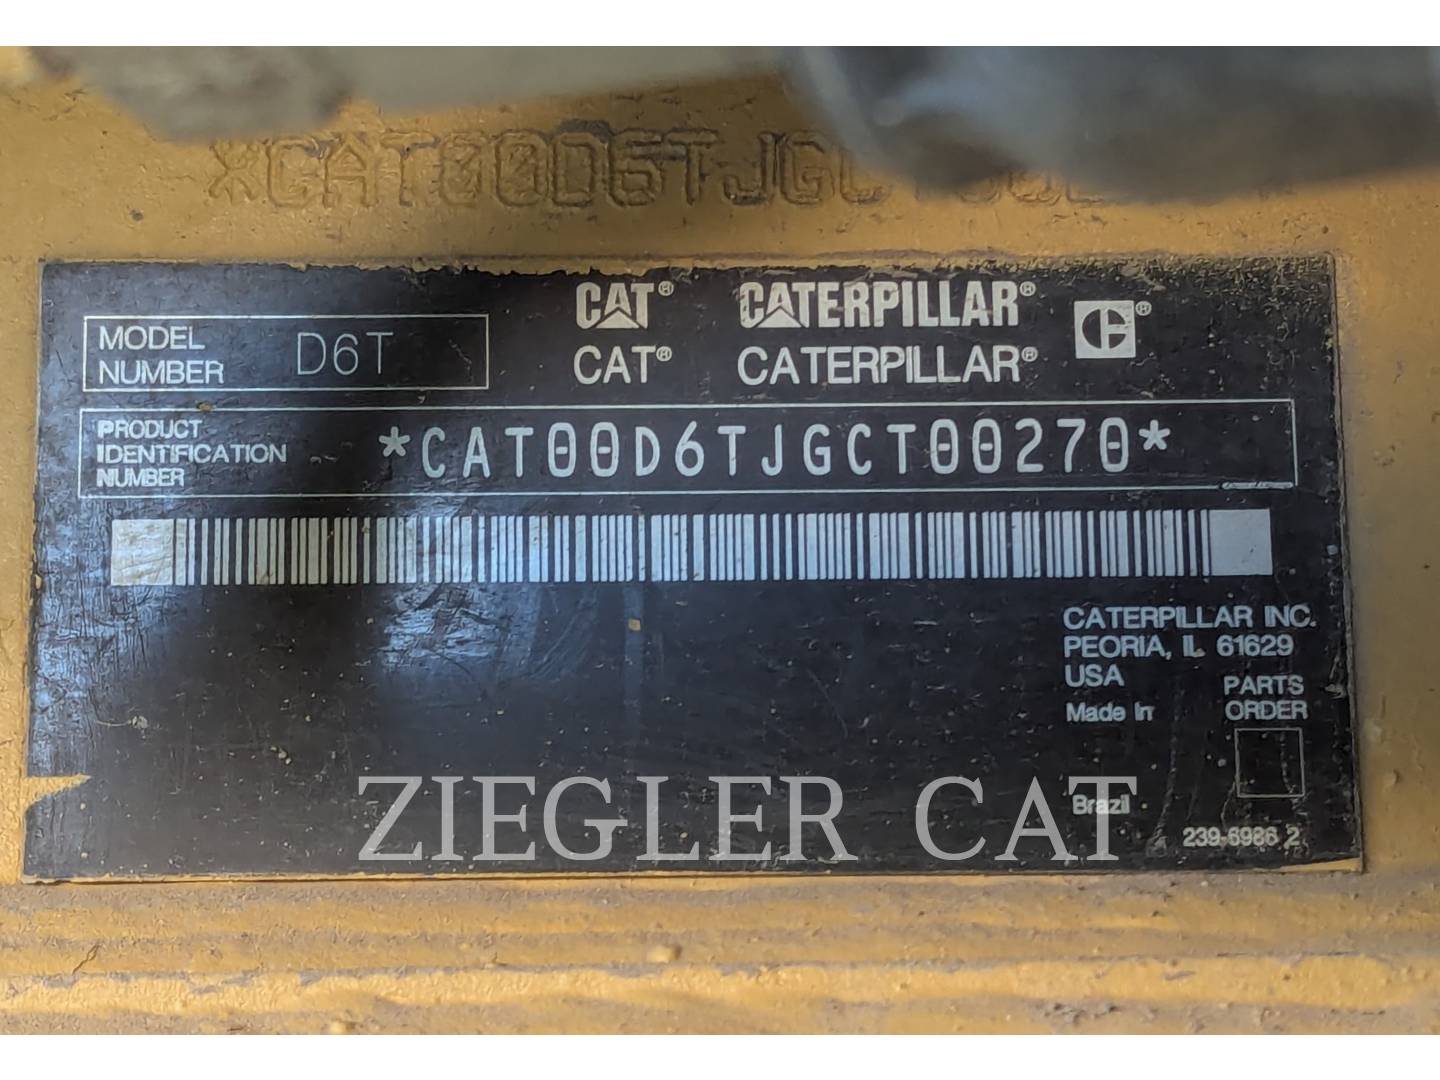 *CAT00D6TJGCT00
CAT® CATERPILLAR®
MODEL NUMBER D6T
CAT® CATERPILLAR®
PRODUCT IDENTIFICATION NUMBER *CAT00D6TJGCT00270*
CATERPILLAR INC.
PEORIA, IL 61629
USA
PARTS ORDER
Made In
Brazil
239-6986 2
ZIEGLER CAT